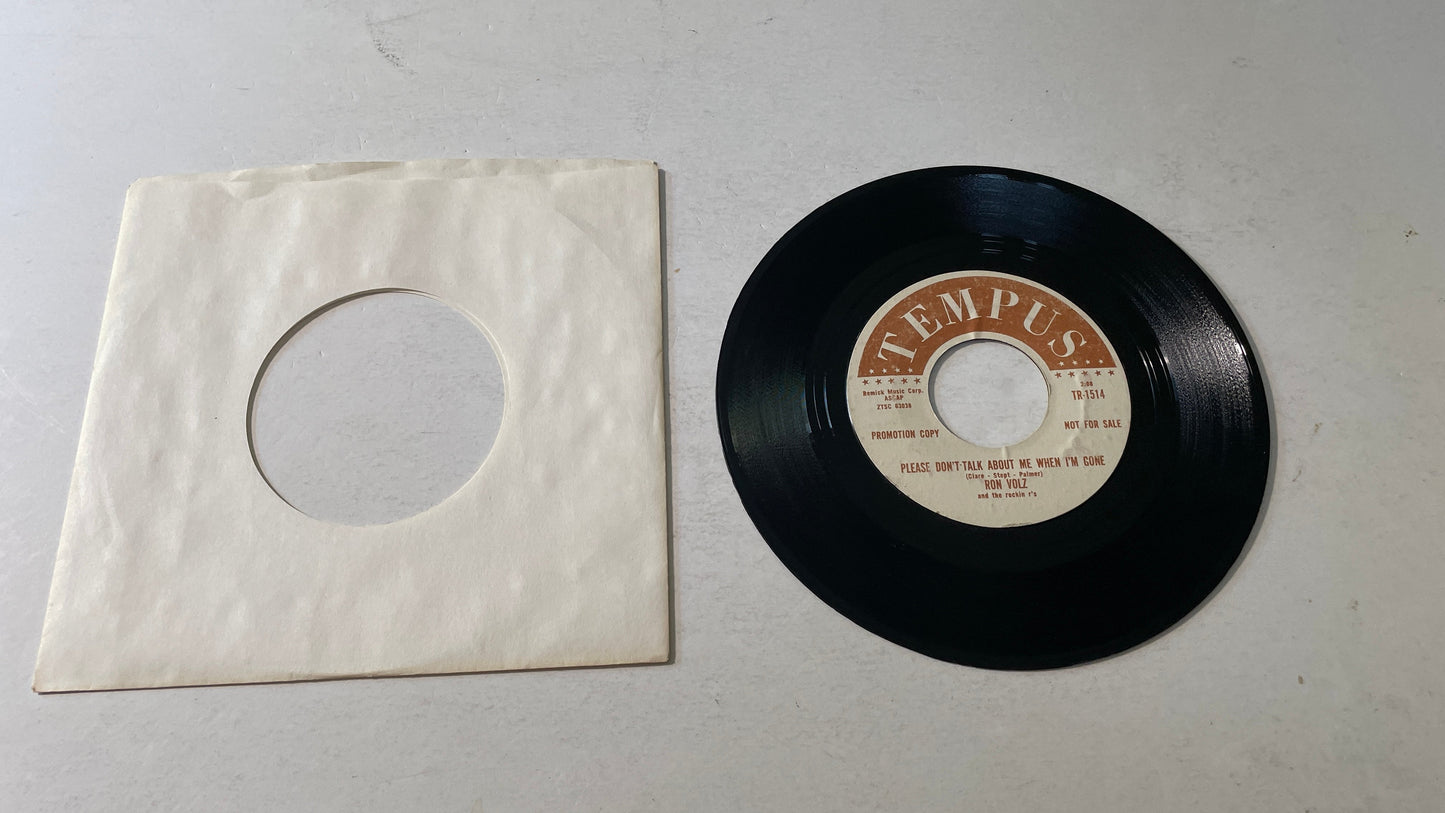 TEMPUS
Remick Music Corp.
ASCAP
ZTSC 63038
2:08
TR-1514
PROMOTION COPY
NOT FOR SALE
PLEASE DON'T TALK ABOUT ME WHEN I'M GONE
(Clare - Stept - Palmer)
RON VOLZ
and the rockin r's